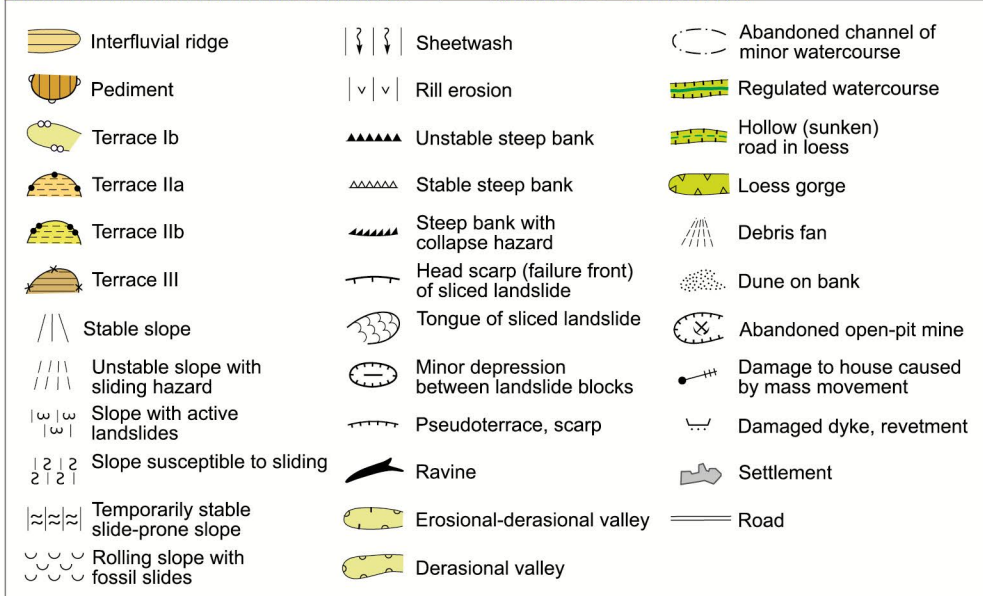 Interfluvial ridge
Pediment
Terrace Ib
Terrace IIa
Terrace IIb
Terrace III
Stable slope
Unstable slope with
sliding hazard
Slope with active
landslides
Slope susceptible to sliding
Temporarily stable
slide-prone slope
Rolling slope with
fossil slides
Sheetwash
Rill erosion
Unstable steep bank
Stable steep bank
Steep bank with
collapse hazard
Head scarp (failure front)
of sliced landslide
Tongue of sliced landslide
Minor depression
between landslide blocks
Pseudoterrace, scarp
Ravine
Erosional-derasional valley
Derasional valley
Abandoned channel of
minor watercourse
Regulated watercourse
Hollow (sunken)
road in loess
Loess gorge
Debris fan
Dune on bank
Abandoned open-pit mine
Damage to house caused
by mass movement
Damaged dyke, revetment
Settlement
Road